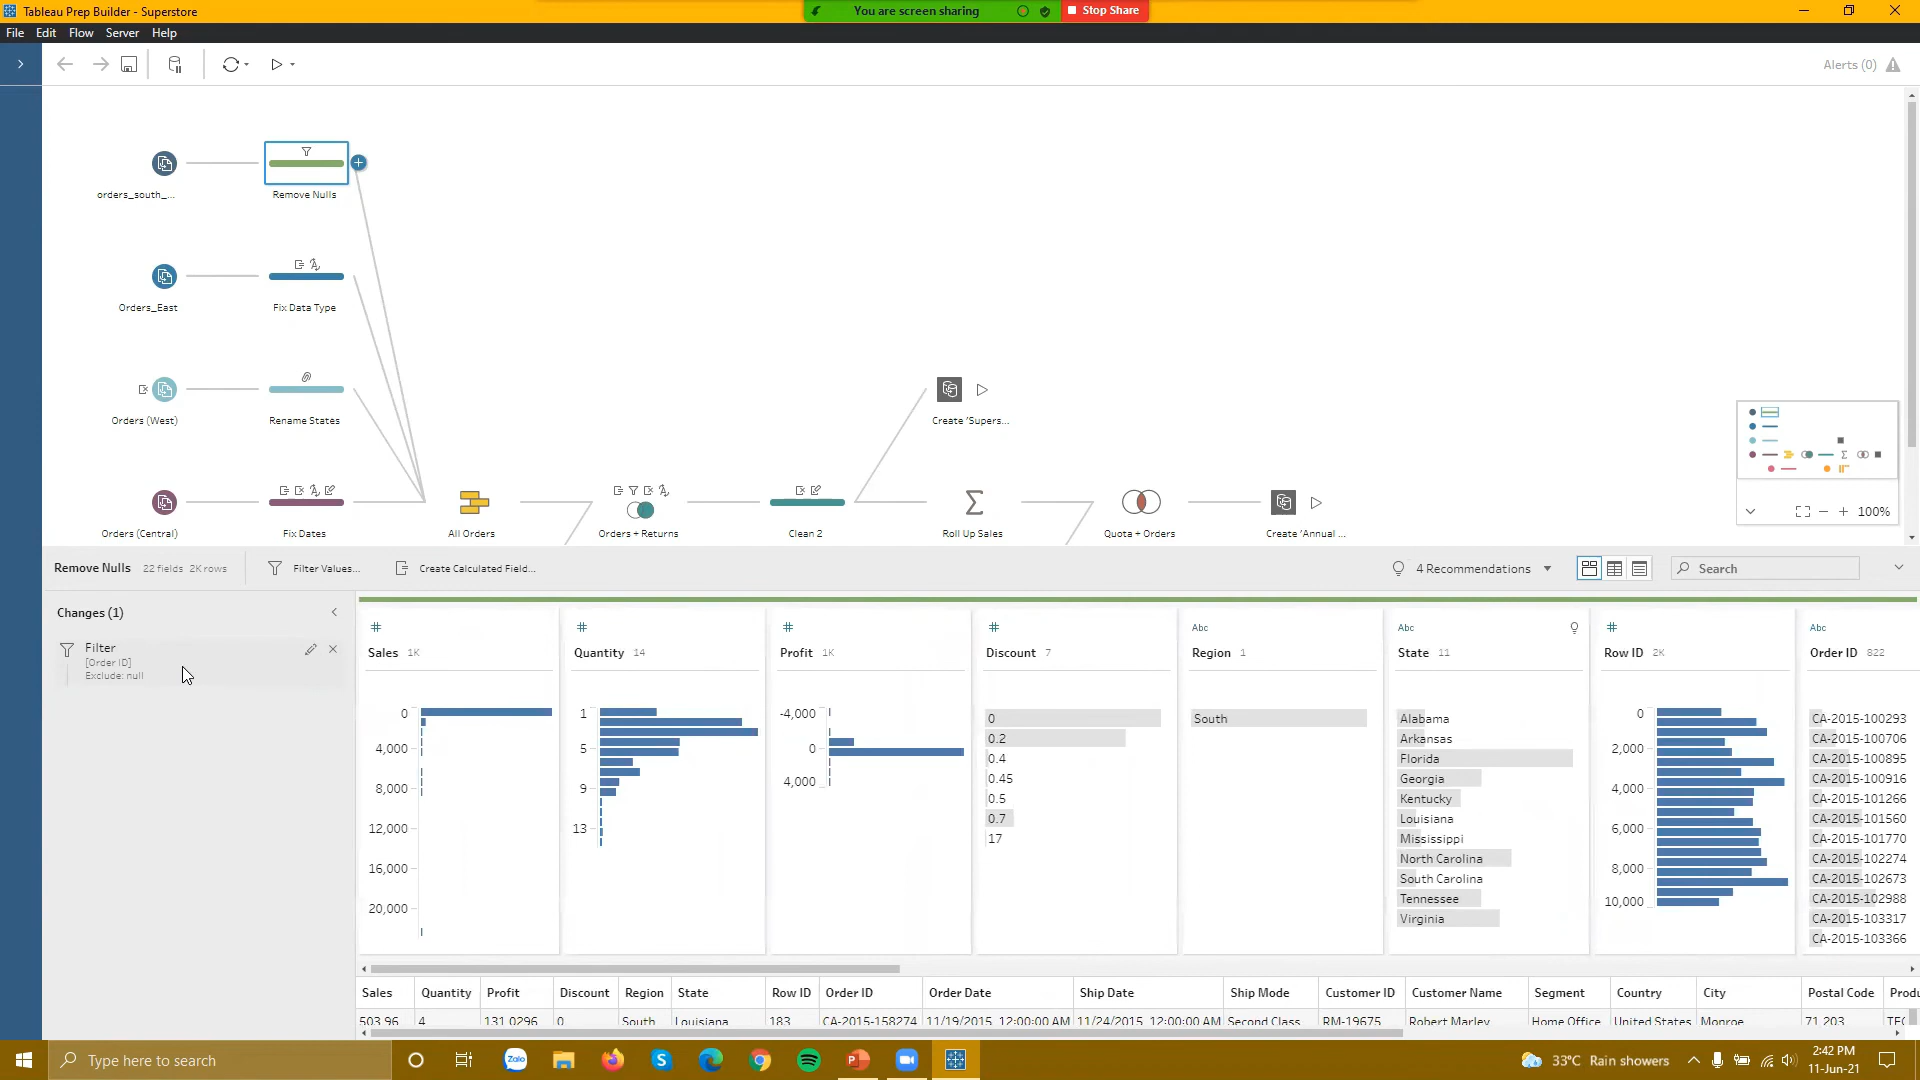 Tableau Prep Builder - Superstore
You are screen sharing
Stop Share
File Edit Flow Server Help
Alerts (0)
orders_south_...
Remove Nulls
Orders_East
Fix Data Type
Orders (West)
Rename States
Create 'Supers...
Orders (Central)
Fix Dates
All Orders
Orders + Returns
Clean 2
Roll Up Sales
Quota + Orders
Create 'Annual ...
100%
Remove Nulls 22 fields 2K rows
Filter Values...
Create Calculated Field...
4 Recommendations
Search
Changes (1)
Filter
[Order ID]
Exclude: null
Sales 1K
0
4,000
8,000
12,000
16,000
20,000
Quantity 14
1
5
9
13
Profit 1K
-4,000
0
4,000
Discount 7
0
0.2
0.4
0.45
0.5
0.7
17
Abc
Region 1
South
Abc
State 11
Alabama
Arkansas
Florida
Georgia
Kentucky
Louisiana
Mississippi
North Carolina
South Carolina
Tennessee
Virginia
Row ID 2K
0
2,000
4,000
6,000
8,000
10,000
Abc
Order ID 822
CA-2015-100293
CA-2015-100706
CA-2015-100895
CA-2015-100916
CA-2015-101266
CA-2015-101560
CA-2015-101770
CA-2015-102274
CA-2015-102673
CA-2015-102988
CA-2015-103317
CA-2015-103366
Sales Quantity Profit Discount Region State Row ID Order ID Order Date Ship Date Ship Mode Customer ID Customer Name Segment Country City Postal Code Produ
503.96 4 131.0296 0 South Louisiana 183 CA-2015-158274 11/19/2015, 12:00:00 AM 11/24/2015, 12:00:00 AM Second Class RM-19675 Robert Marley Home Office United States Monroe 71,203 TEC
Type here to search
Zalo
33°C Rain showers
2:42 PM
11-Jun-21